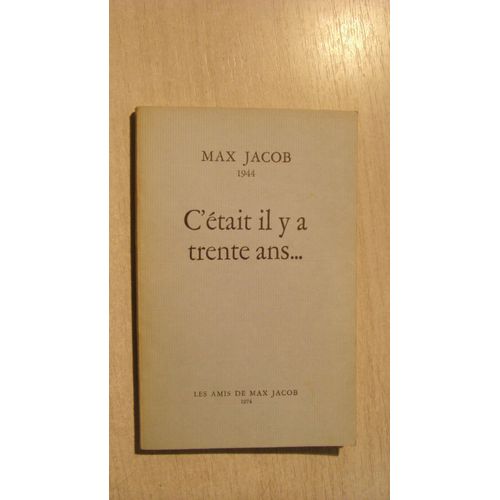 MAX JACOB
1944
C'était il y a
trente ans...
LES AMIS DE MAX JACOB
1974